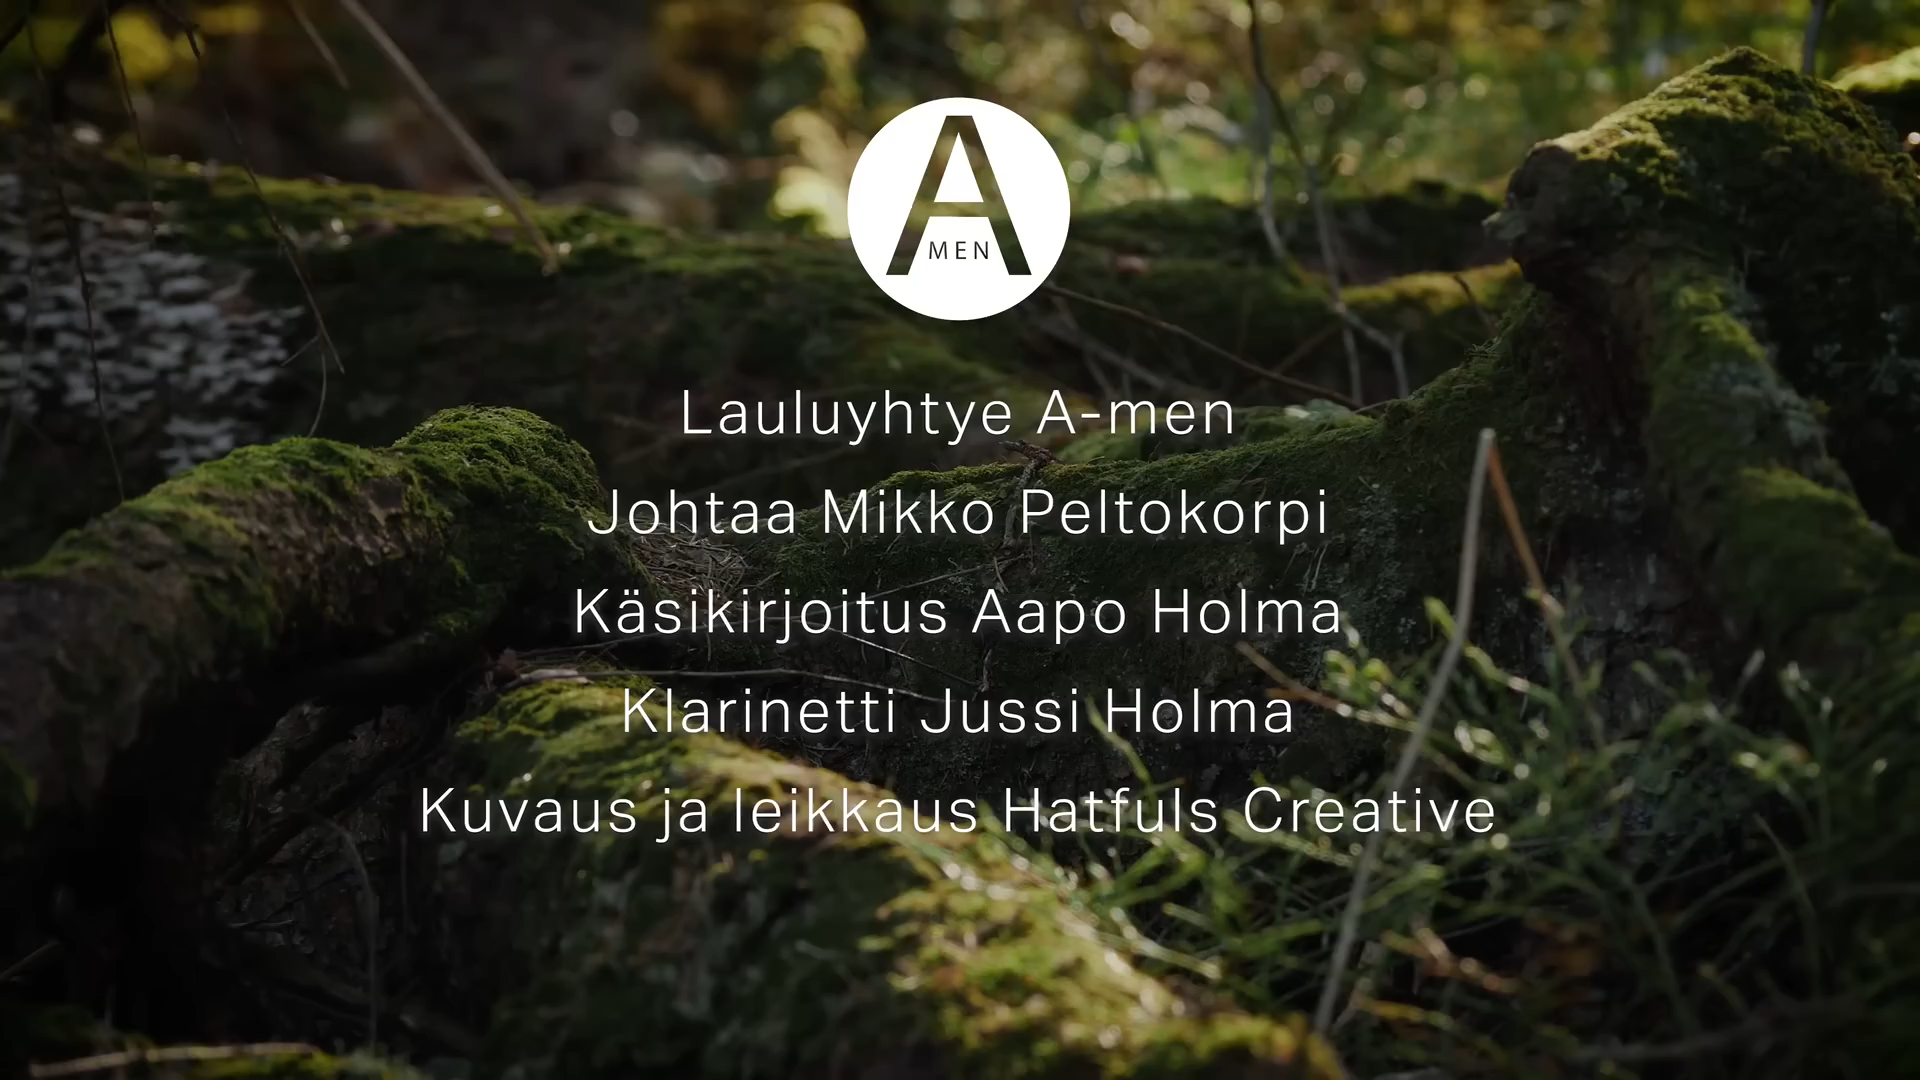 A
MEN
Lauluyhtye A-men
Johtaa Mikko Peltokorpi
Käsikirjoitus Aapo Holma
Klarinetti Jussi Holma
Kuvaus ja leikkaus Hatfuls Creative